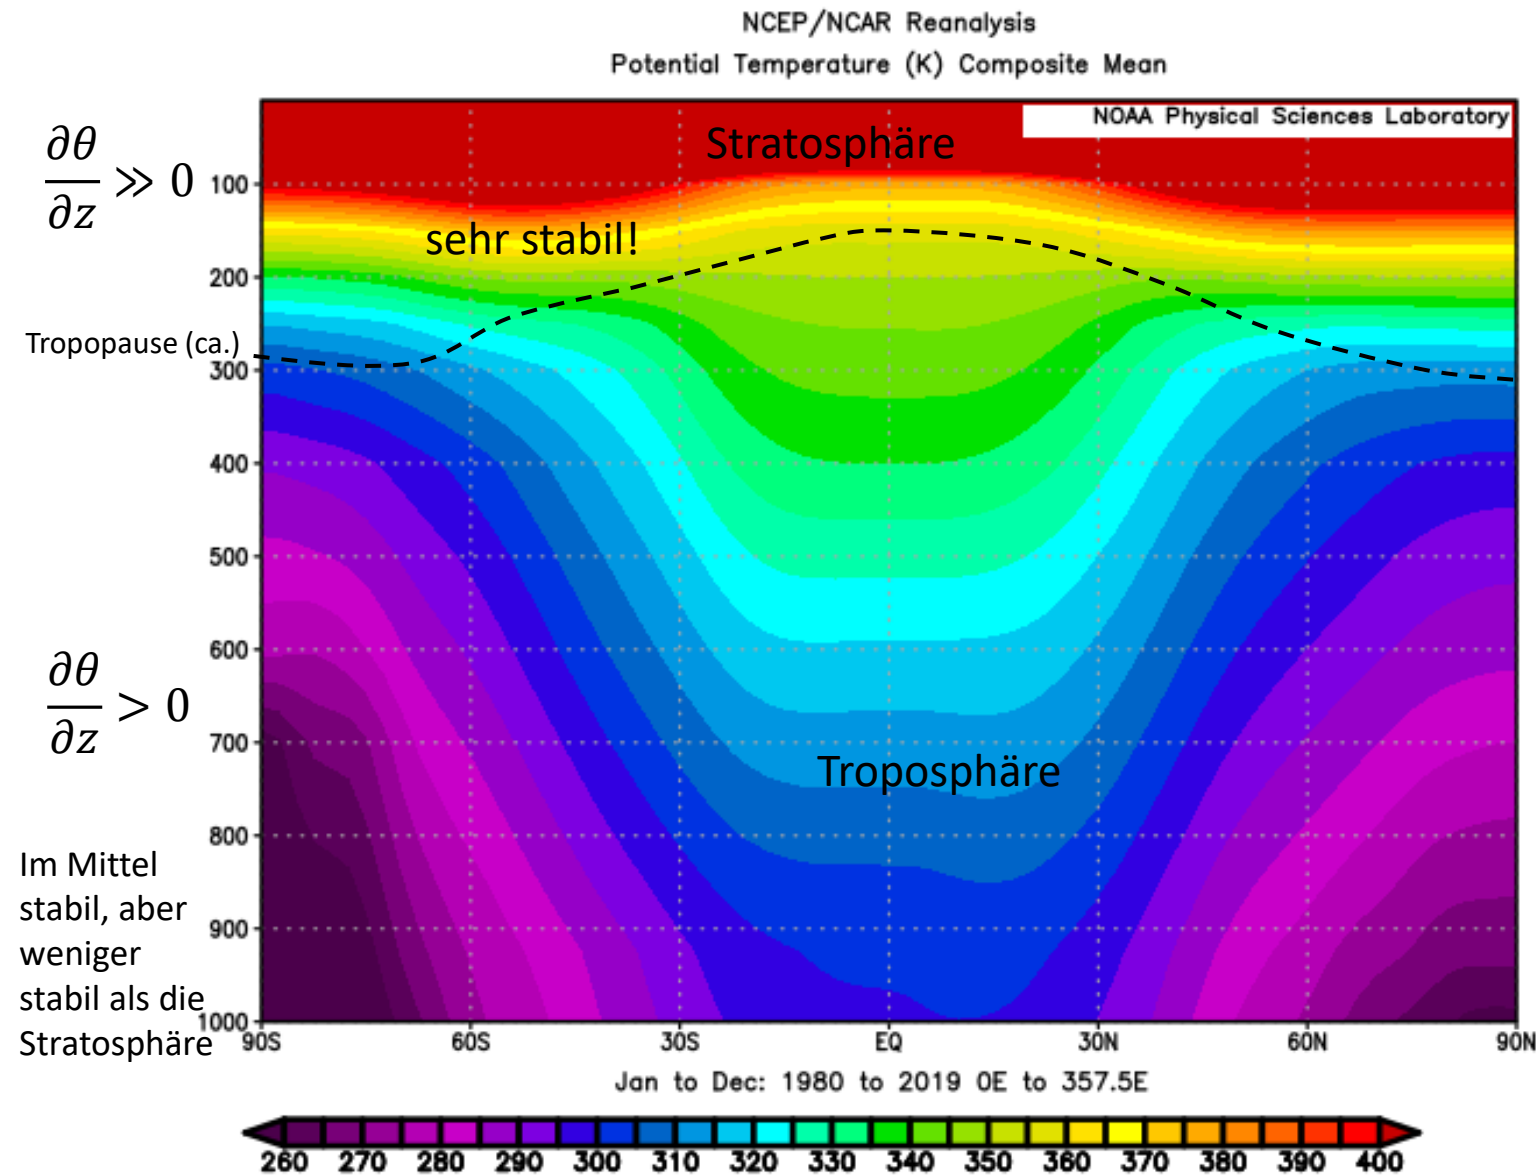 NCEP/NCAR Reanalysis
Potential Temperature (K) Composite Mean
NOAA Physical Sciences Laboratory
∂θ/∂z ≫ 0
Stratosphäre
sehr stabil!
Tropopause (ca.)
∂θ/∂z > 0
Troposphäre
Im Mittel
stabil, aber
weniger
stabil als die
Stratosphäre
100
200
300
400
500
600
700
800
900
1000
90S 60S 30S EQ 30N 60N 90N
Jan to Dec: 1980 to 2019 0E to 357.5E
260 270 280 290 300 310 320 330 340 350 360 370 380 390 400